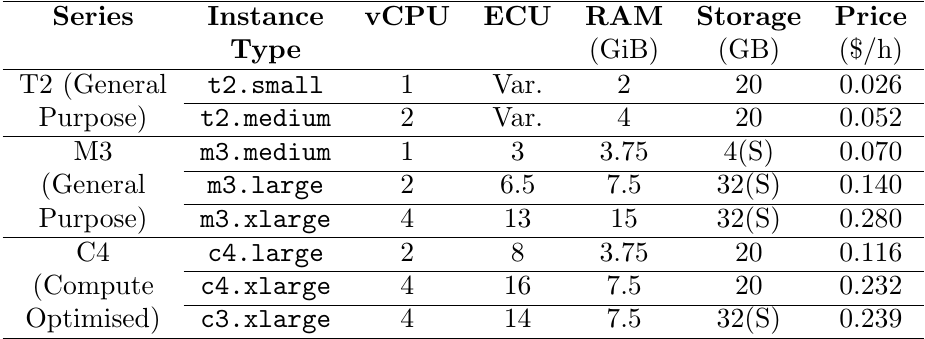 Series Instance vCPU ECU RAM Storage Price
Type (GiB) (GB) ($/h)
T2 (General t2.small 1 Var. 2 20 0.026
Purpose) t2.medium 2 Var. 4 20 0.052
M3 m3.medium 1 3 3.75 4(S) 0.070
(General m3.large 2 6.5 7.5 32(S) 0.140
Purpose) m3.xlarge 4 13 15 32(S) 0.280
C4 c4.large 2 8 3.75 20 0.116
(Compute c4.xlarge 4 16 7.5 20 0.232
Optimised) c3.xlarge 4 14 7.5 32(S) 0.239